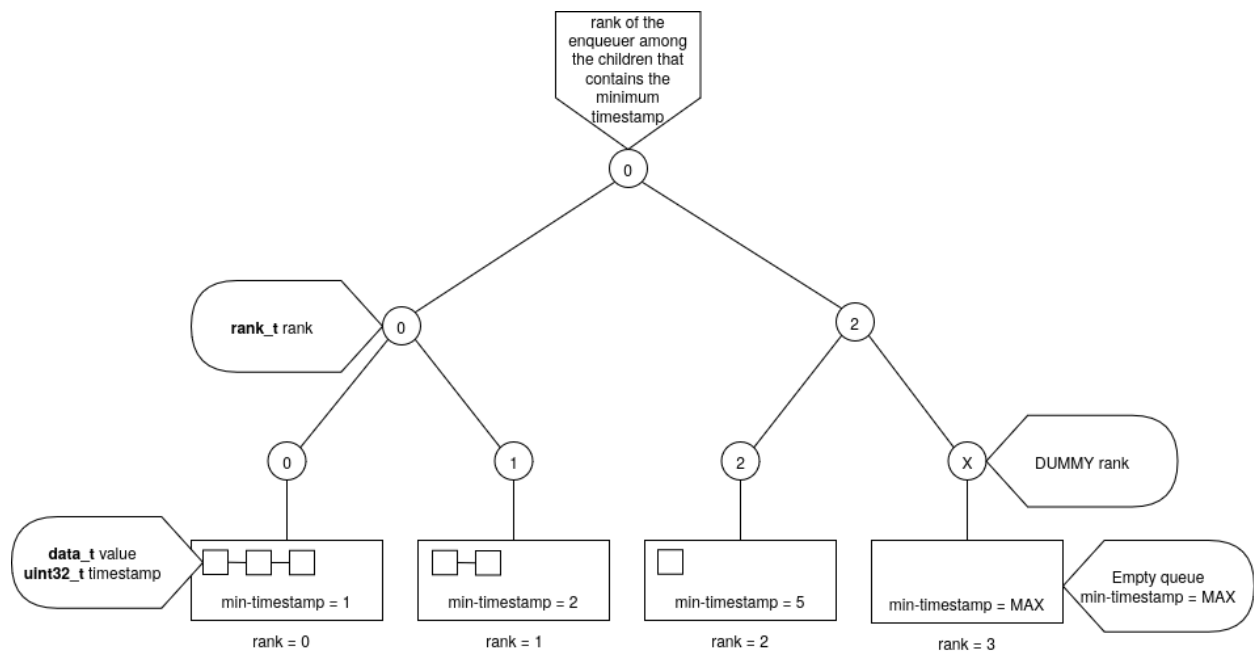 rank of the
enqueuer among
the children that
contains the
minimum
timestamp
0
rank_t rank
0
2
0
1
2
X
DUMMY rank
data_t value
uint32_t timestamp
min-timestamp = 1
min-timestamp = 2
min-timestamp = 5
min-timestamp = MAX
Empty queue
min-timestamp = MAX
rank = 0
rank = 1
rank = 2
rank = 3